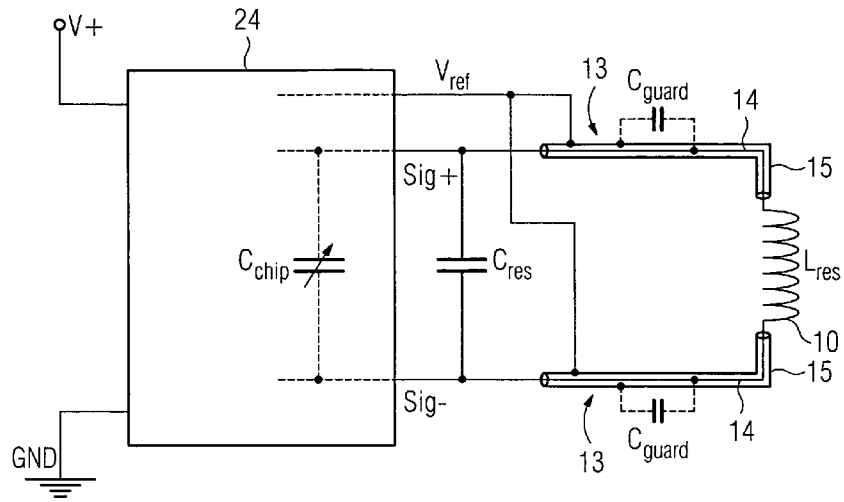 V+
24
V_ref
13
C_guard
14
15
Sig+
C_chip
C_res
L_res
10
Sig-
15
GND
13
C_guard
14